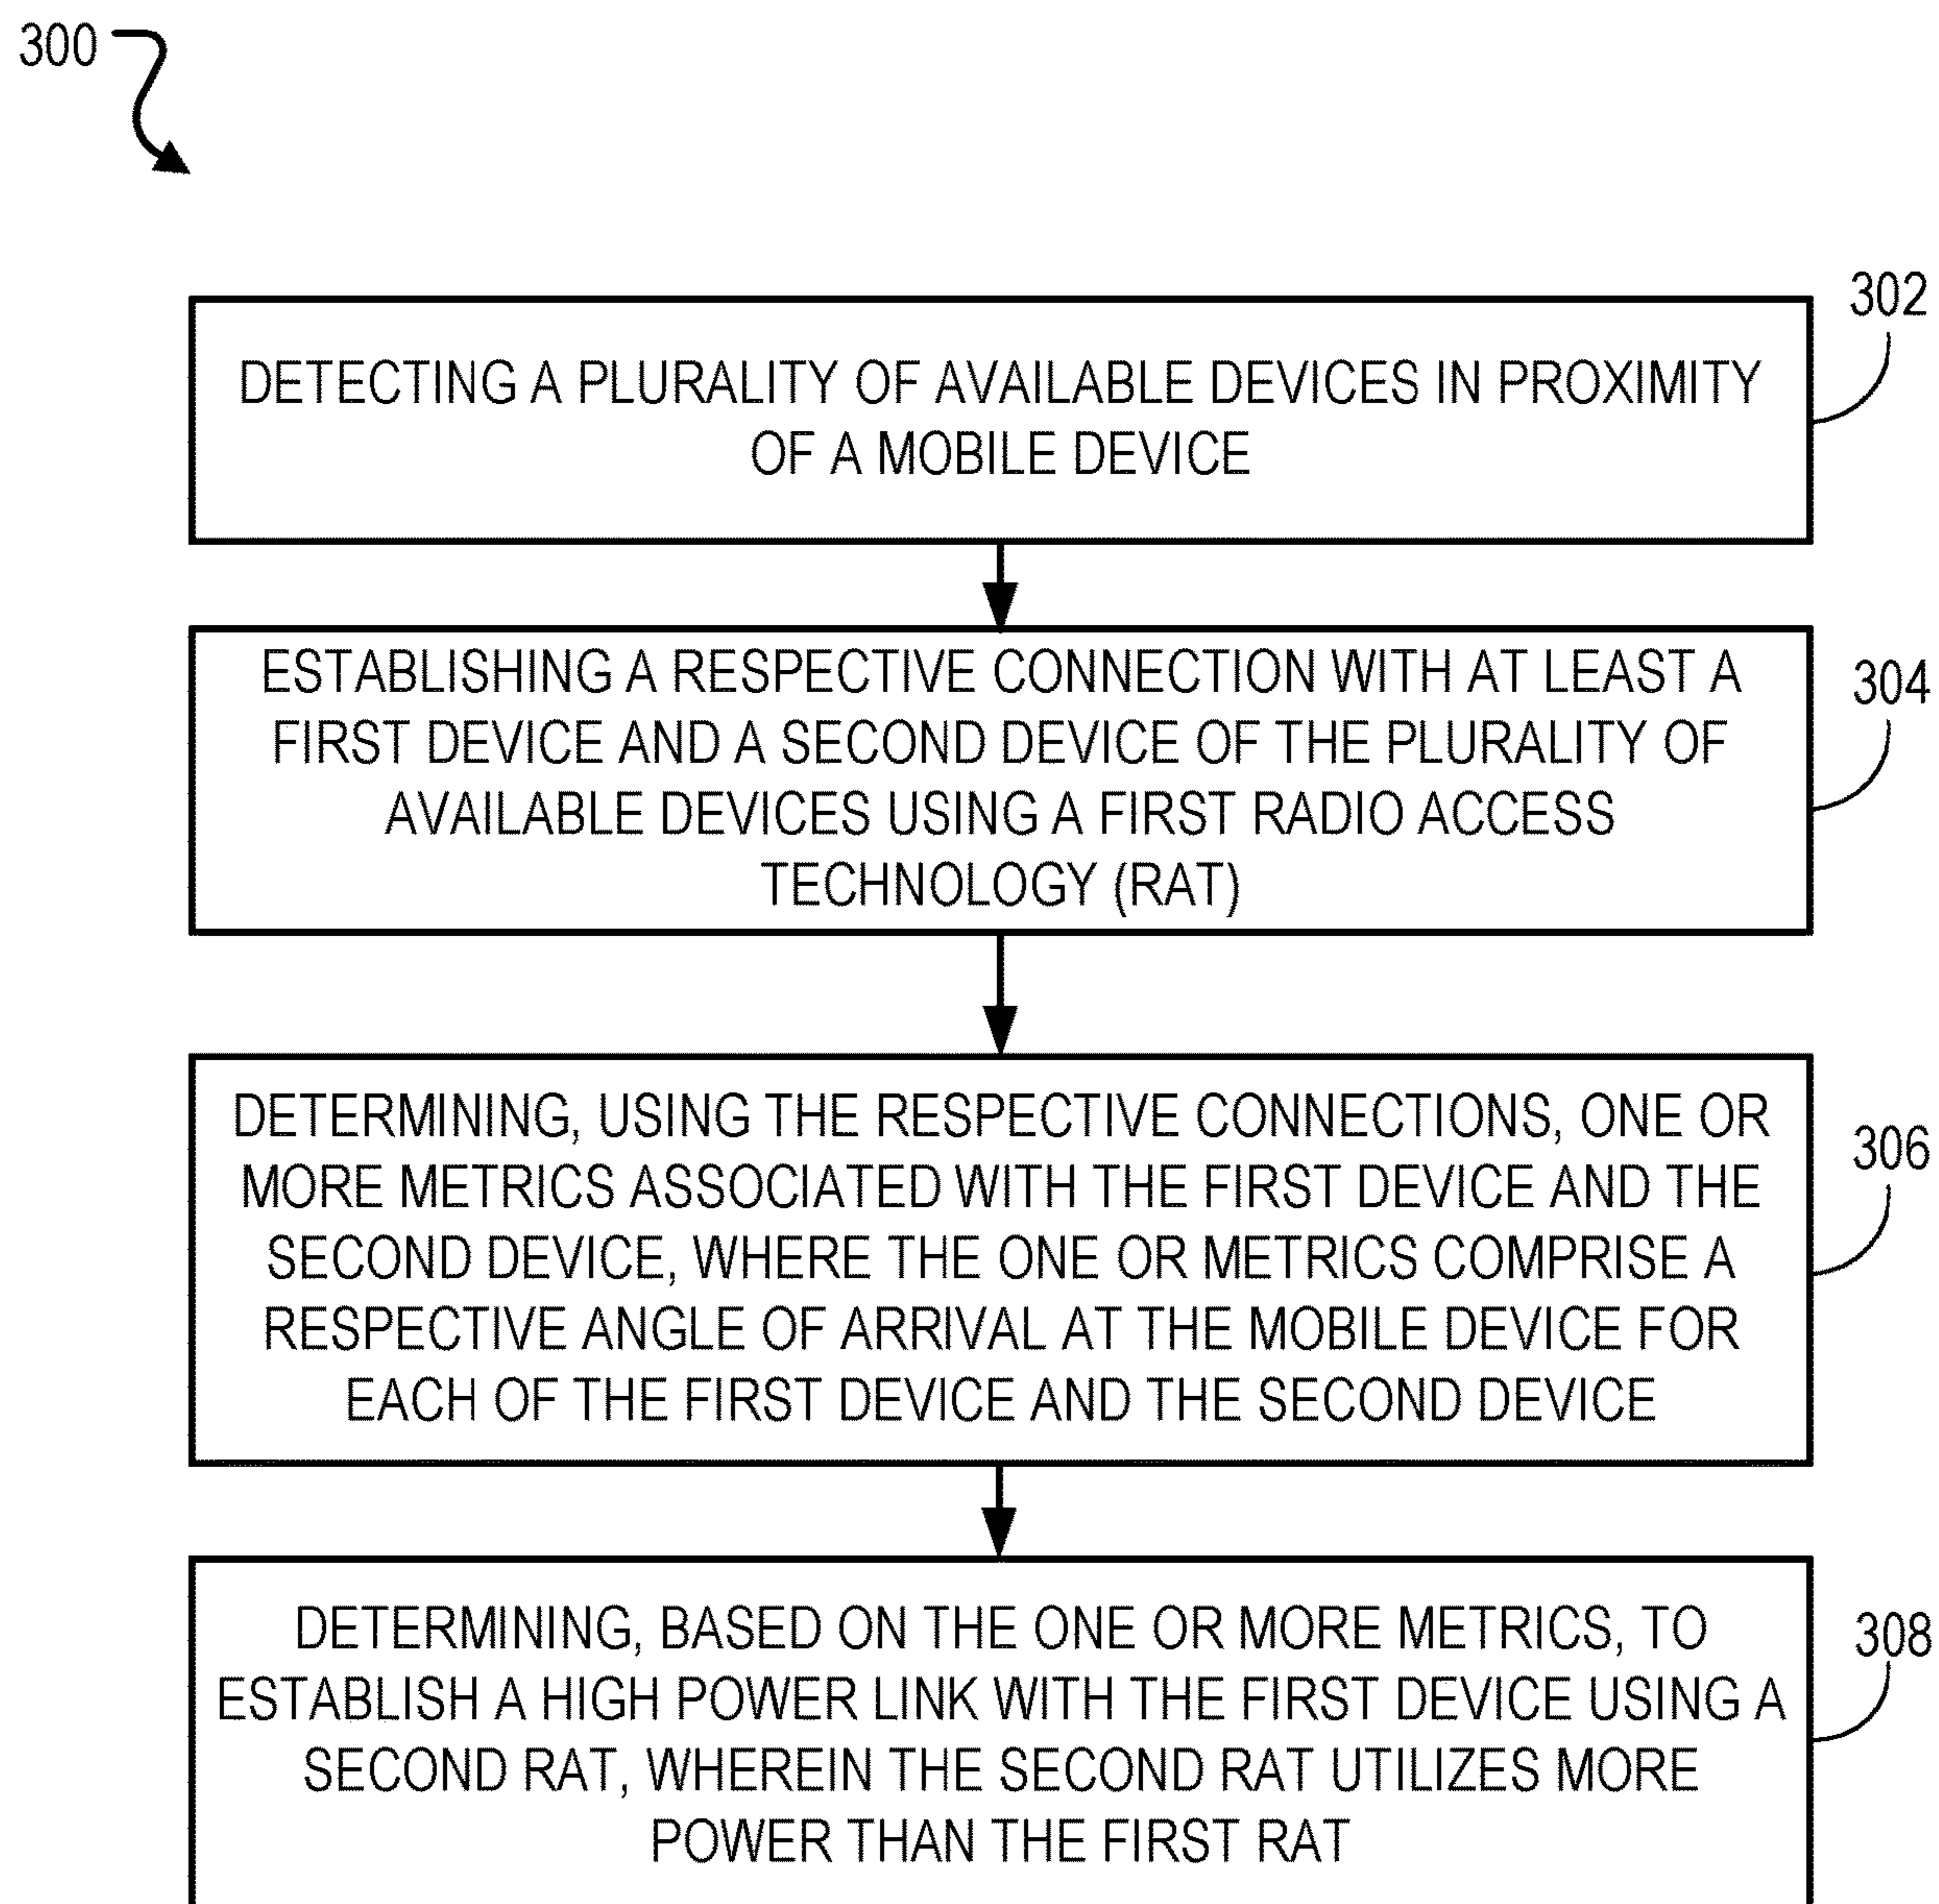 300
302
DETECTING A PLURALITY OF AVAILABLE DEVICES IN PROXIMITY
OF A MOBILE DEVICE
304
ESTABLISHING A RESPECTIVE CONNECTION WITH AT LEAST A
FIRST DEVICE AND A SECOND DEVICE OF THE PLURALITY OF
AVAILABLE DEVICES USING A FIRST RADIO ACCESS
TECHNOLOGY (RAT)
306
DETERMINING, USING THE RESPECTIVE CONNECTIONS, ONE OR
MORE METRICS ASSOCIATED WITH THE FIRST DEVICE AND THE
SECOND DEVICE, WHERE THE ONE OR METRICS COMPRISE A
RESPECTIVE ANGLE OF ARRIVAL AT THE MOBILE DEVICE FOR
EACH OF THE FIRST DEVICE AND THE SECOND DEVICE
308
DETERMINING, BASED ON THE ONE OR MORE METRICS, TO
ESTABLISH A HIGH POWER LINK WITH THE FIRST DEVICE USING A
SECOND RAT, WHEREIN THE SECOND RAT UTILIZES MORE
POWER THAN THE FIRST RAT